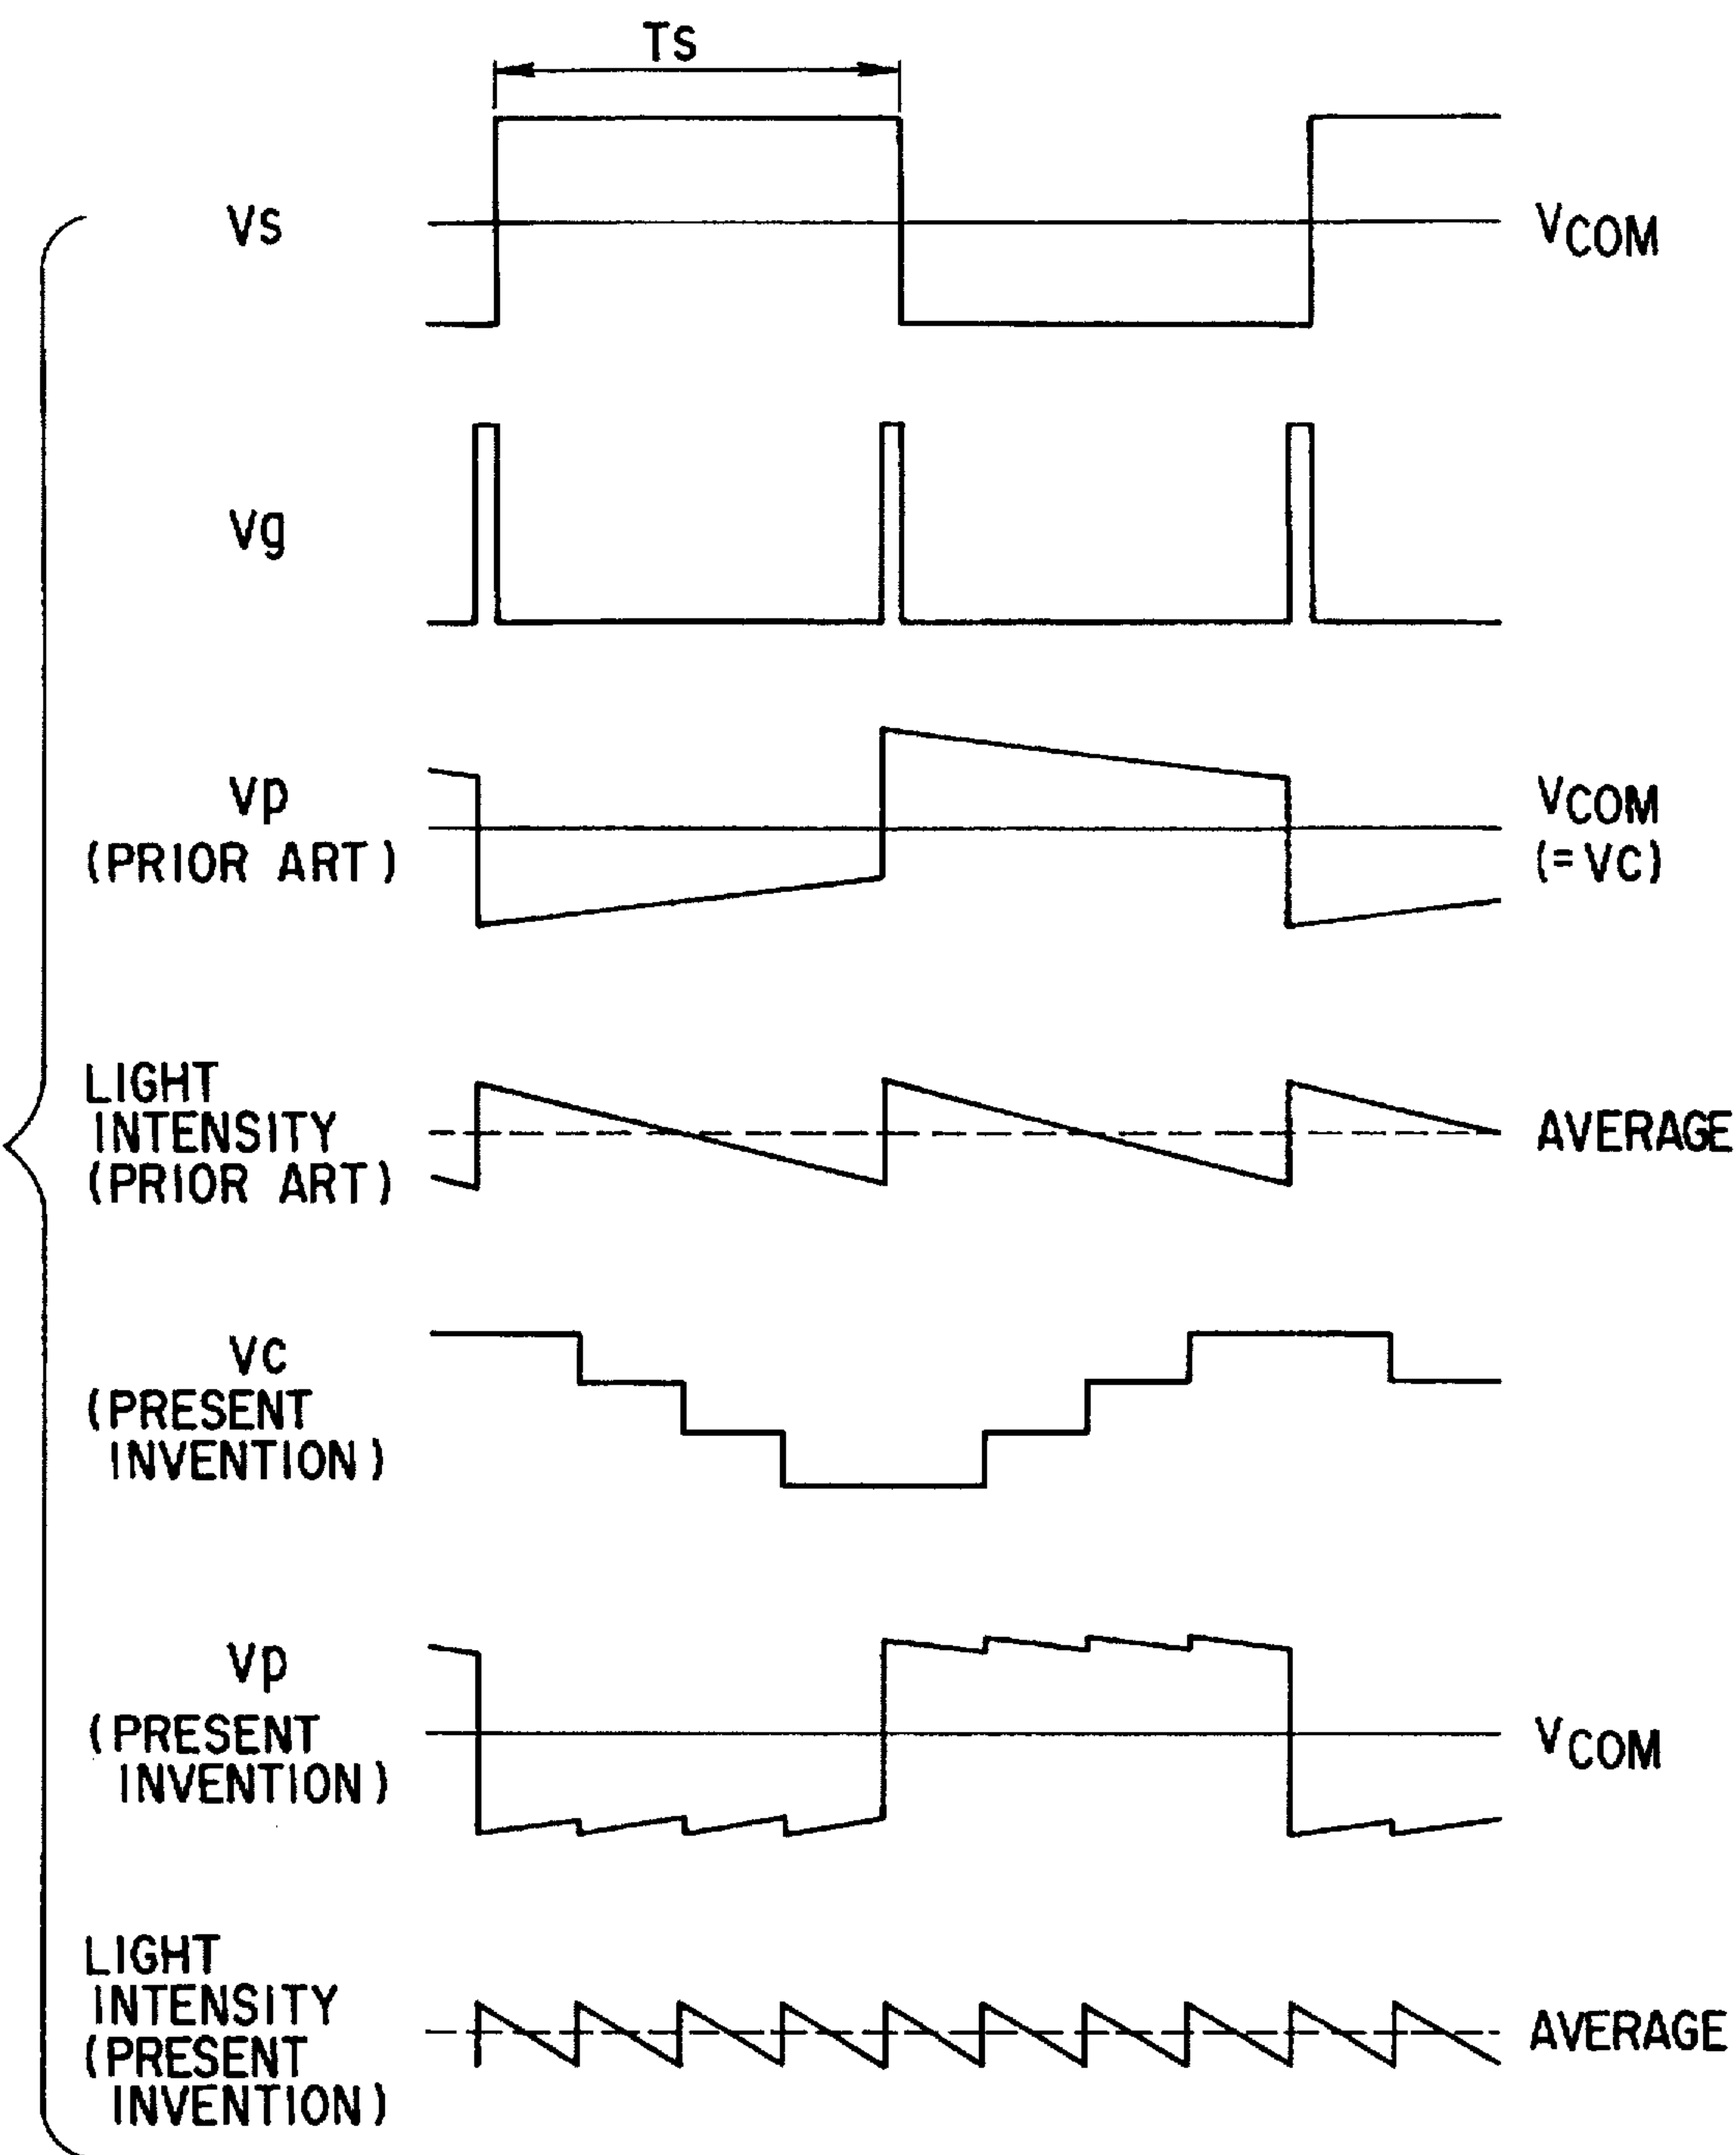 Ts
Vs
VCOM
Vg
Vp
(PRIOR ART)
VCOM
(=Vc)
LIGHT
INTENSITY
(PRIOR ART)
AVERAGE
Vc
(PRESENT
INVENTION)
Vp
(PRESENT
INVENTION)
VCOM
LIGHT
INTENSITY
(PRESENT
INVENTION)
AVERAGE